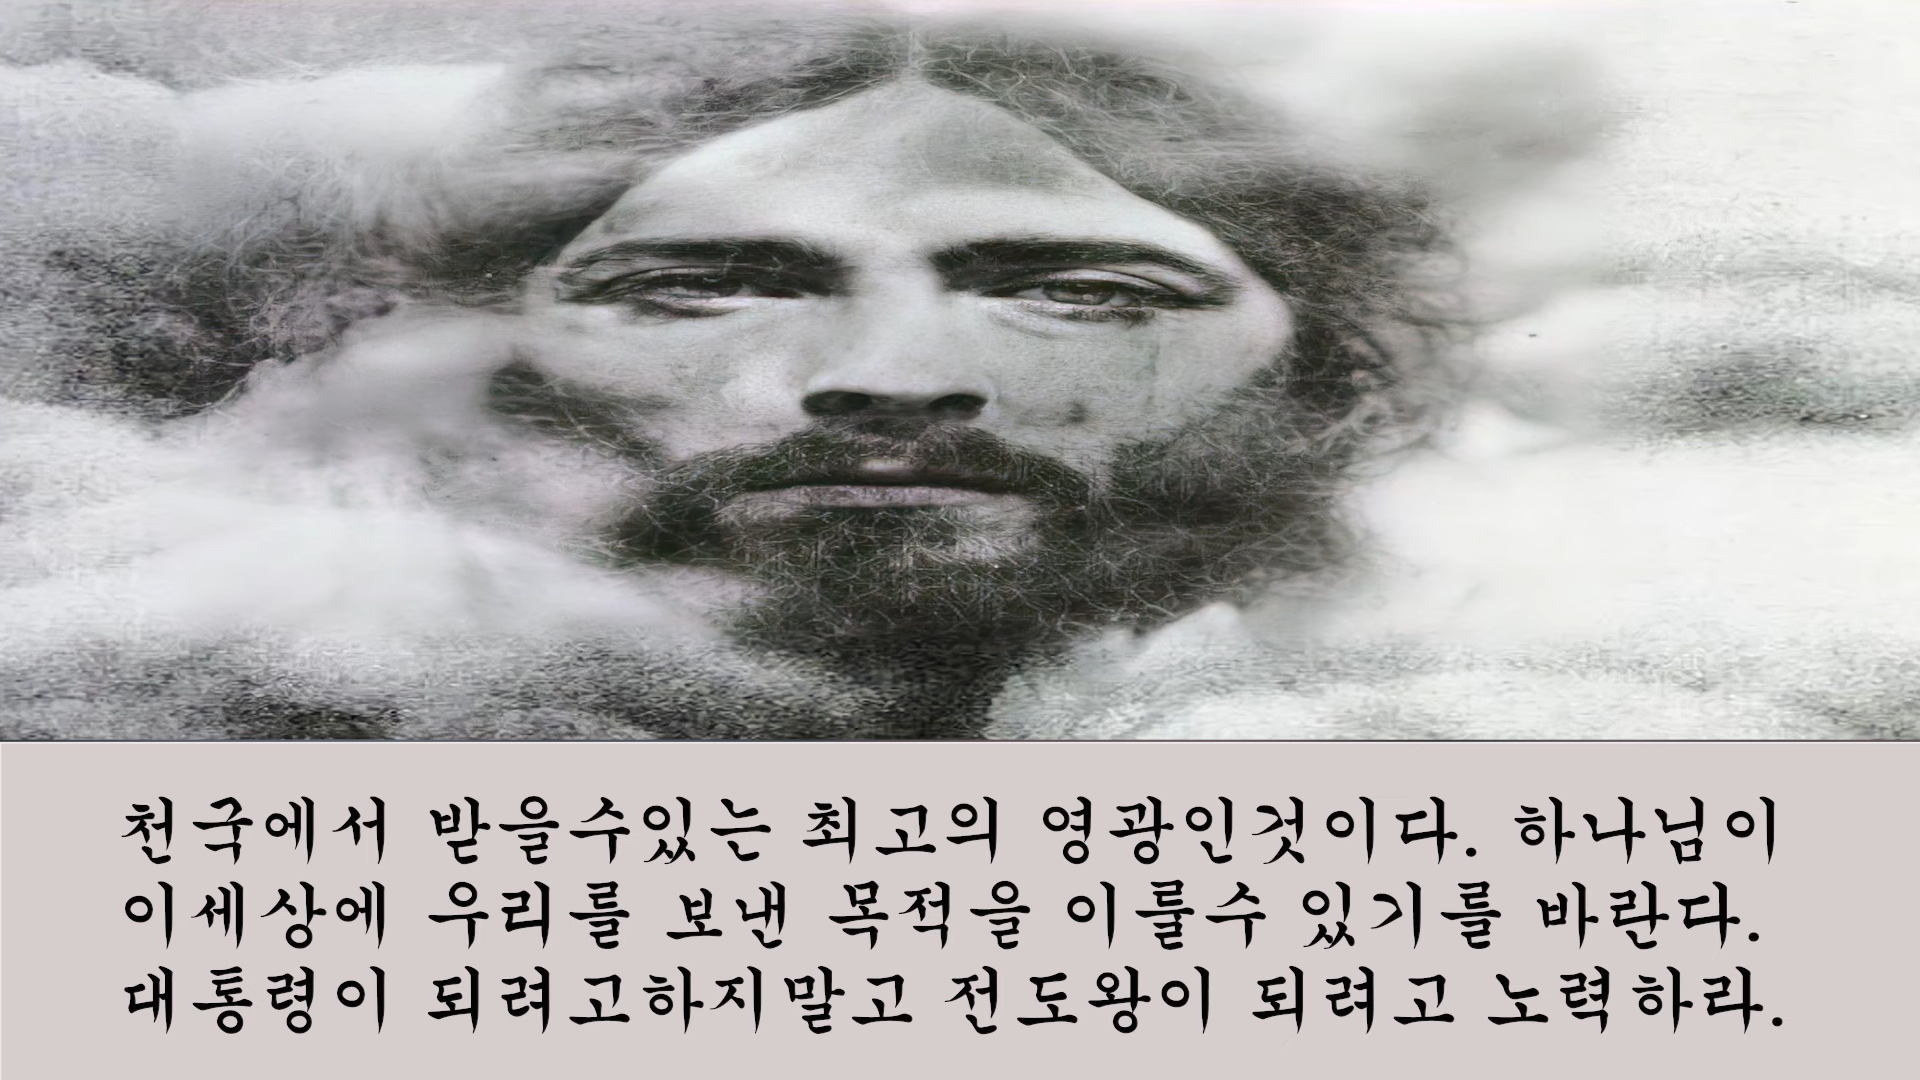 천국에서 받을수있는 최고의 영광인것이다. 하나님이
이세상에 우리를 보낸 목적을 이룰수 있기를 바란다.
대통령이 되려고하지말고 전도왕이 되려고 노력하라.